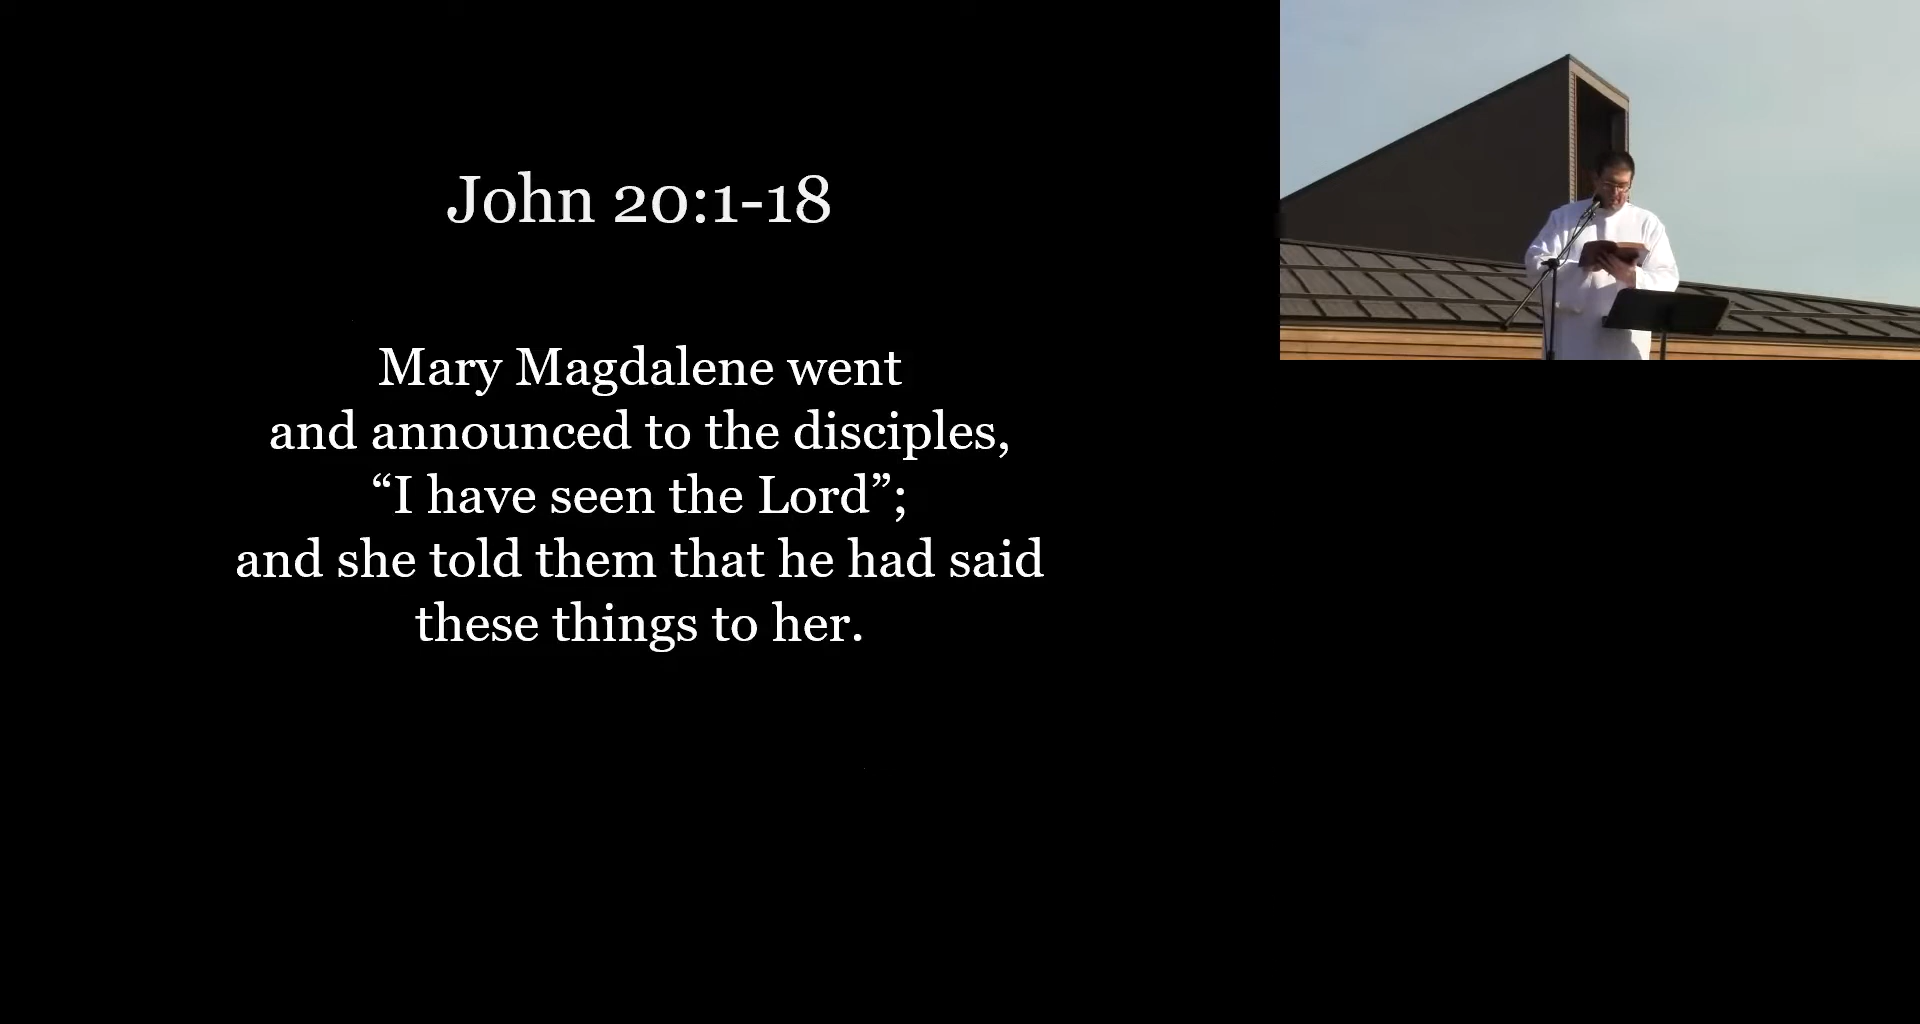 John 20:1-18
Mary Magdalene went
and announced to the disciples,
“I have seen the Lord”;
and she told them that he had said
these things to her.